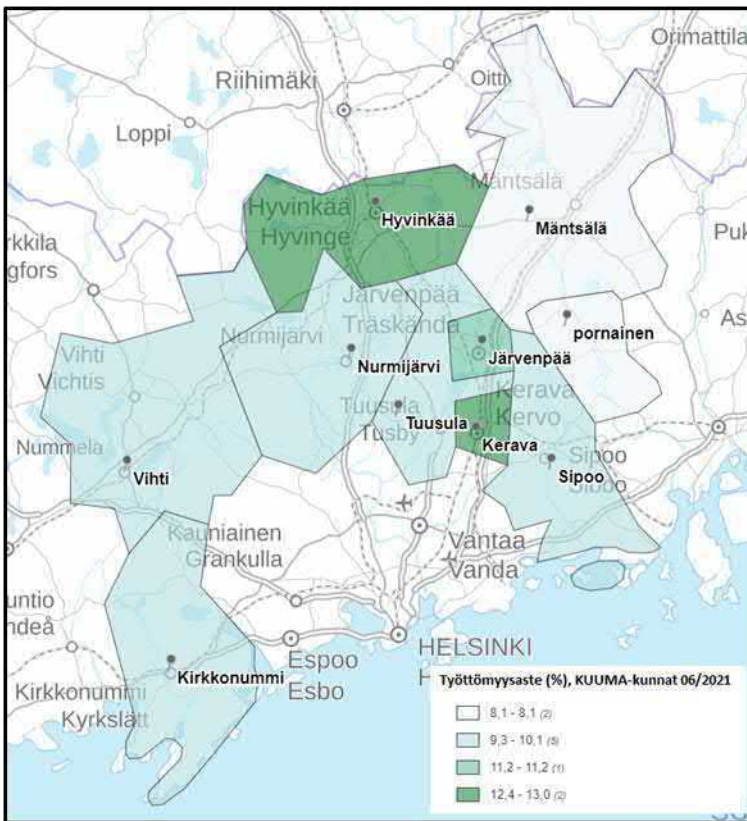 Orimattila
Riihimäki
Oitti
Loppi
Mäntsälä
Hyvinkää
Hyvinkää
Hyvinge
Mäntsälä
Puk
rkkila
gfors
Järvenpää
Träskända
As
Nurmijärvi
pornainen
Vihti
Vichtis
Nurmijärvi
Järvenpää
Kerava
Kervo
Tuusula
Tuusula
Tusby
Nummela
Kerava
Sipoo
Sibbo
Sipoo
Vihti
Kauniainen
Grankulla
Vantaa
Vanda
untio
ndeå
HELSINKI
H
Espoo
Esbo
Kirkkonummi
Kirkkonummi
Kyrkslätt
Työttömyysaste (%), KUUMA-kunnat 06/2021
8,1 - 8,1 (2)
9,3 - 10,1 (5)
11,2 - 11,2 (1)
12,4 - 13,0 (2)